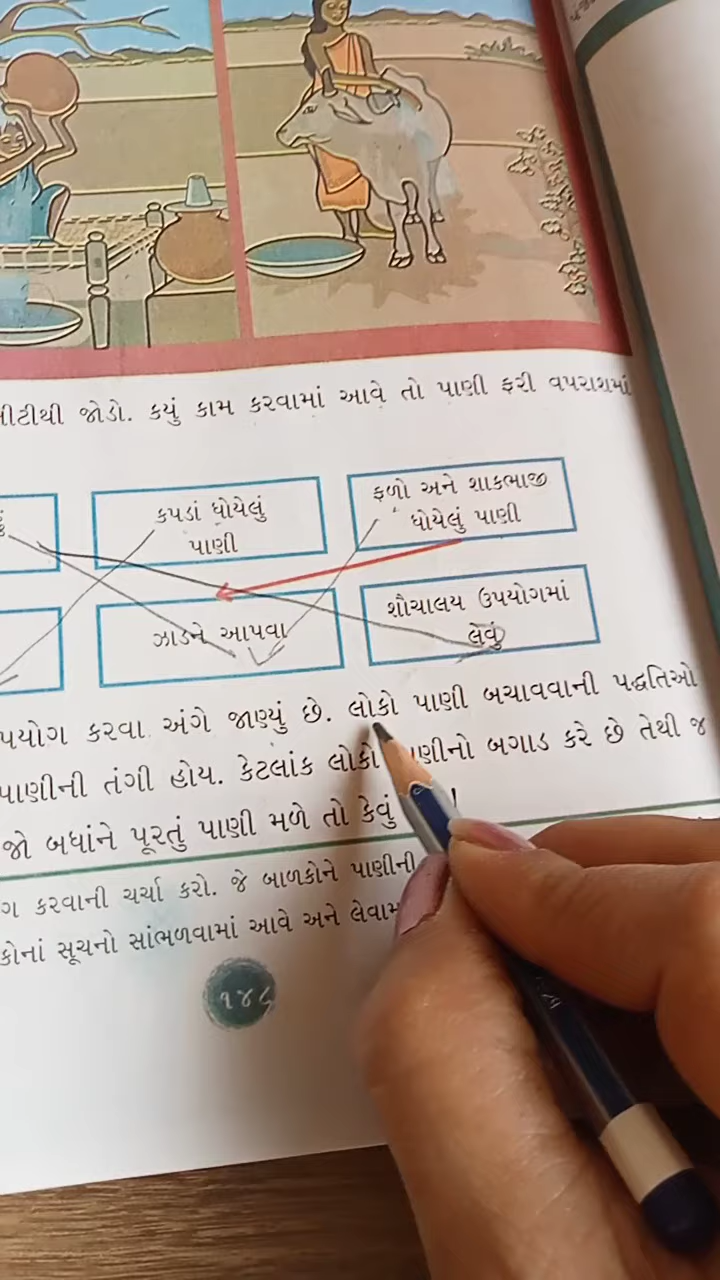 લીટીથી જોડો. કયું કામ કરવામાં આવે તો પાણી ફરી વપરાશમાં
કપડાં ધોયેલું
પાણી
ફળો અને શાકભાજી
ધોયેલું પાણી
ઝાડને આપવા
શૌચાલય ઉપયોગમાં
લેવું
પયોગ કરવા અંગે જાણ્યું છે. લોકો પાણી બચાવવાની પદ્ધતિઓ
પાણીની તંગી હોય. કેટલાંક લોકો ણીનો બગાડ કરે છે તેથી જ
જો બધાંને પૂરતું પાણી મળે તો કેવું !
ગ કરવાની ચર્ચા કરો. જે બાળકોને પાણીની
કોનાં સૂચનો સાંભળવામાં આવે અને લેવામ